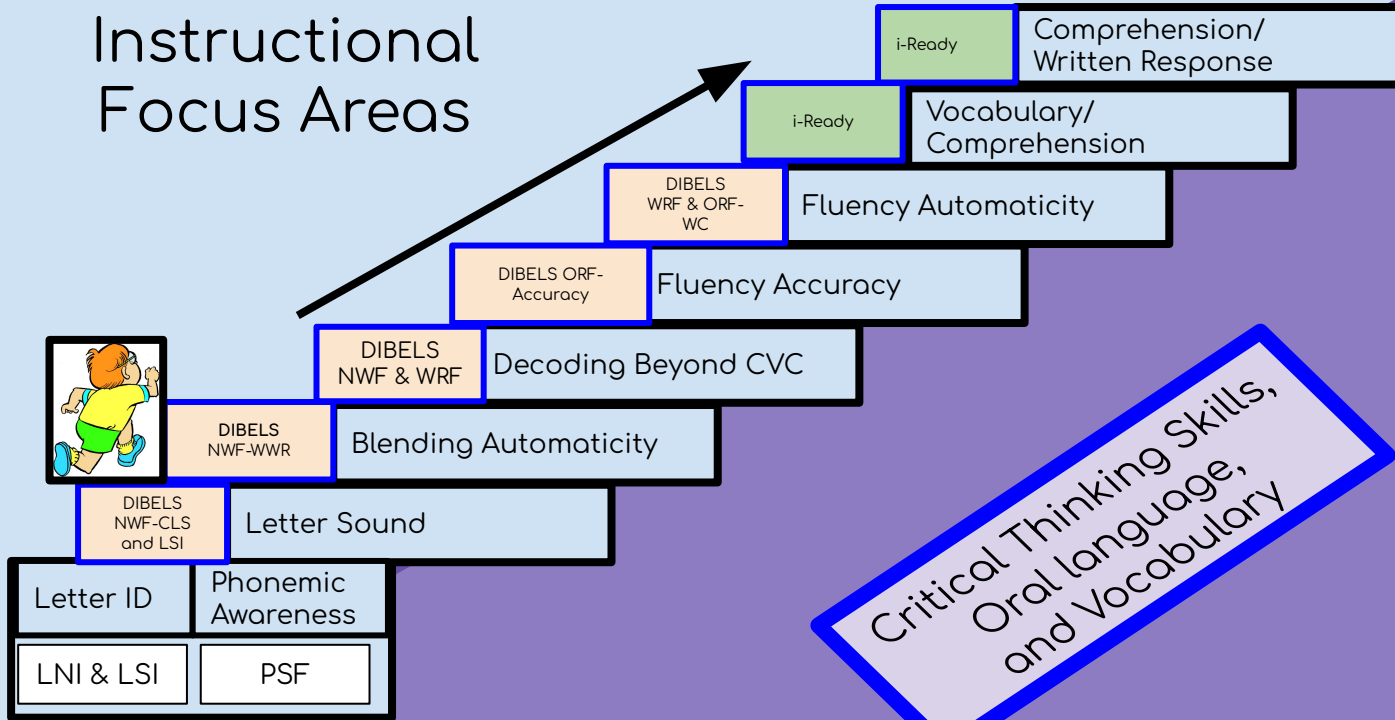 Instructional
Focus Areas
i-Ready
Comprehension/
Written Response
i-Ready
Vocabulary/
Comprehension
DIBELS
WRF & ORF-
WC
Fluency Automaticity
DIBELS ORF-
Accuracy
Fluency Accuracy
DIBELS
NWF & WRF
Decoding Beyond CVC
DIBELS
NWF-WWR
Blending Automaticity
DIBELS
NWF-CLS
and LSI
Letter Sound
Letter ID
Phonemic
Awareness
LNI & LSI
PSF
Critical Thinking Skills,
Oral language,
and Vocabulary